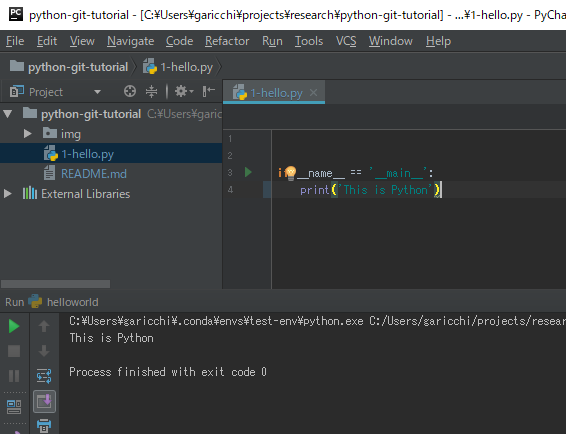 PC python-git-tutorial - [C:¥Users¥garicchi¥projects¥research¥python-git-tutorial] - ...¥1-hello.py - PyCha
File Edit View Navigate Code Refactor Run Tools VCS Window Help
python-git-tutorial 1-hello.py
Project
1-hello.py
python-git-tutorial C:¥Users¥garicc
img
1-hello.py
README.md
External Libraries
1
2
3 i __name__ == '__main__':
4 print('This is Python')
Run helloworld
C:¥Users¥garicchi¥.conda¥envs¥test-env¥python.exe C:/Users/garicchi/projects/resear
This is Python
Process finished with exit code 0